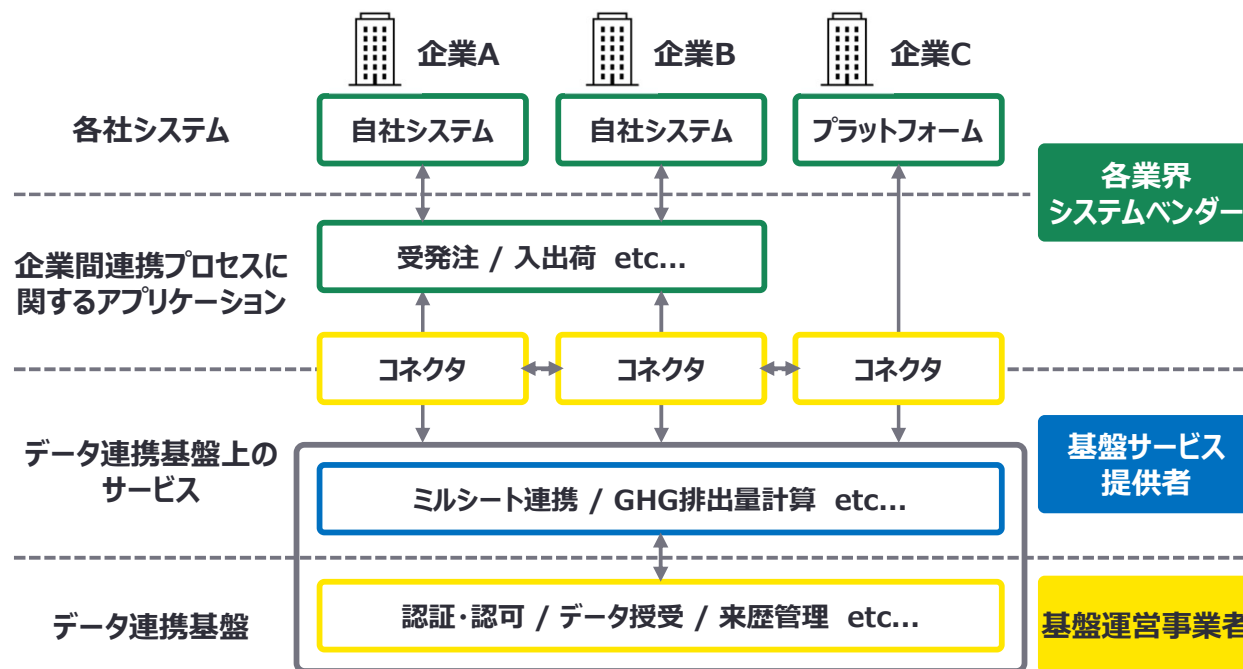 企業A
企業B
企業C
各社システム
自社システム
自社システム
プラットフォーム
各業界
システムベンダー
企業間連携プロセスに
関するアプリケーション
受発注 / 入出荷 etc...
コネクタ
コネクタ
コネクタ
データ連携基盤上の
サービス
ミルシート連携 / GHG排出量計算 etc...
基盤サービス
提供者
データ連携基盤
認証・認可 / データ授受 / 来歴管理 etc...
基盤運営事業者